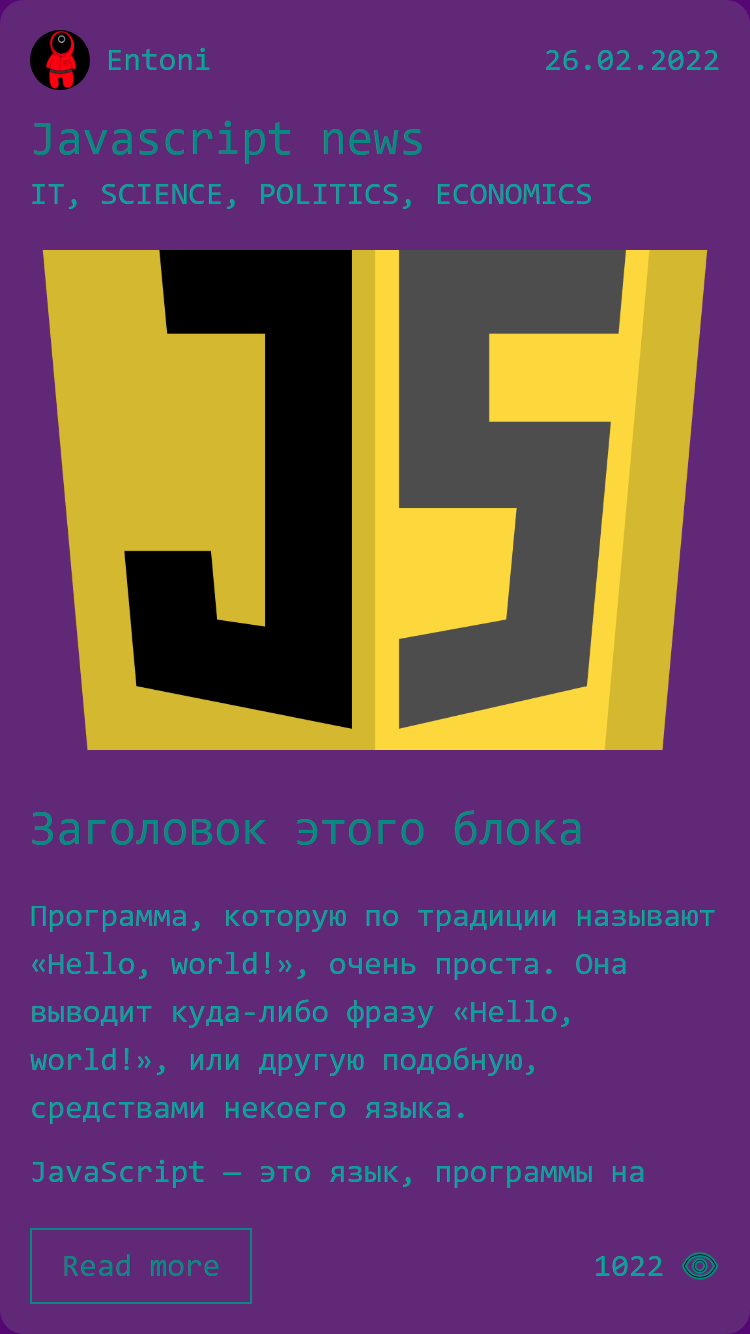 Entoni 26.02.2022
Javascript news
IT, SCIENCE, POLITICS, ECONOMICS
JS
Заголовок этого блока
Программа, которую по традиции называют
«Hello, world!», очень проста. Она
выводит куда-либо фразу «Hello,
world!», или другую подобную,
средствами некоего языка.
JavaScript – это язык, программы на
Read more 1022